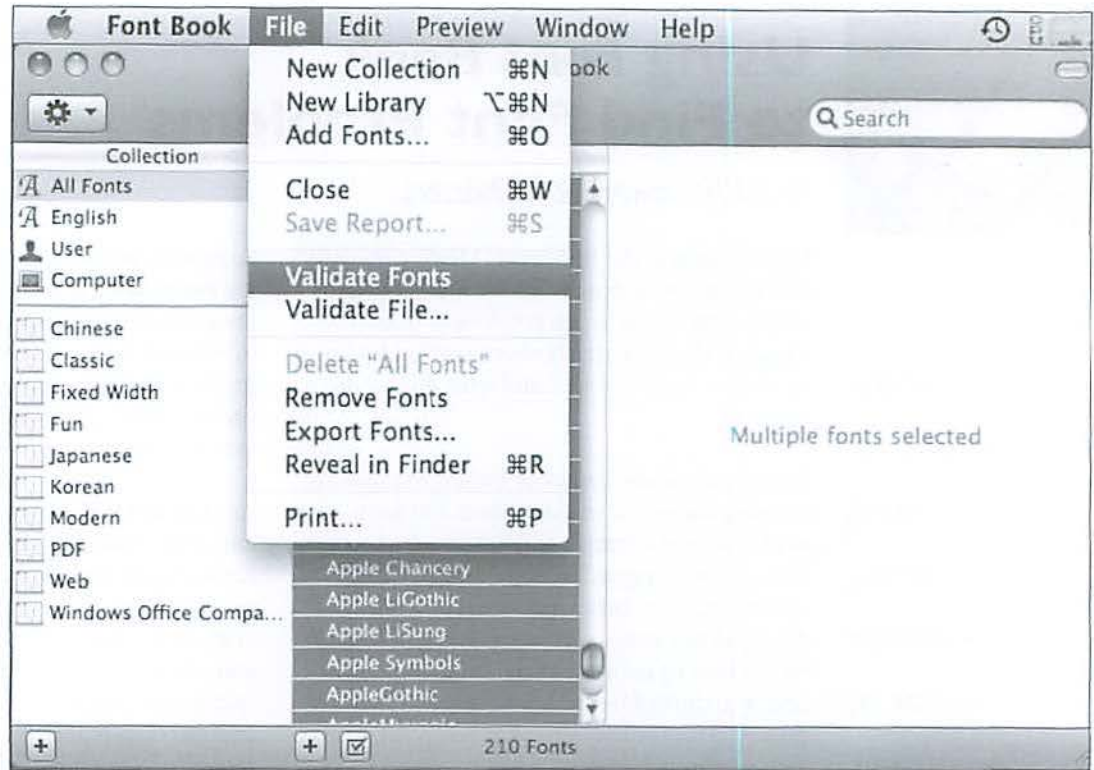 Font Book File Edit Preview Window Help
ook
Search
New Collection ⌘N
New Library ⌥⌘N
Add Fonts... ⌘O
Close ⌘W
Save Report... ⌘S
Validate Fonts
Validate File...
Delete "All Fonts"
Remove Fonts
Export Fonts...
Reveal in Finder ⌘R
Print... ⌘P
Collection
All Fonts
English
User
Computer
Chinese
Classic
Fixed Width
Fun
Japanese
Korean
Modern
PDF
Web
Windows Office Compa...
Apple Chancery
Apple LiGothic
Apple LiSung
Apple Symbols
AppleGothic
Multiple fonts selected
210 Fonts